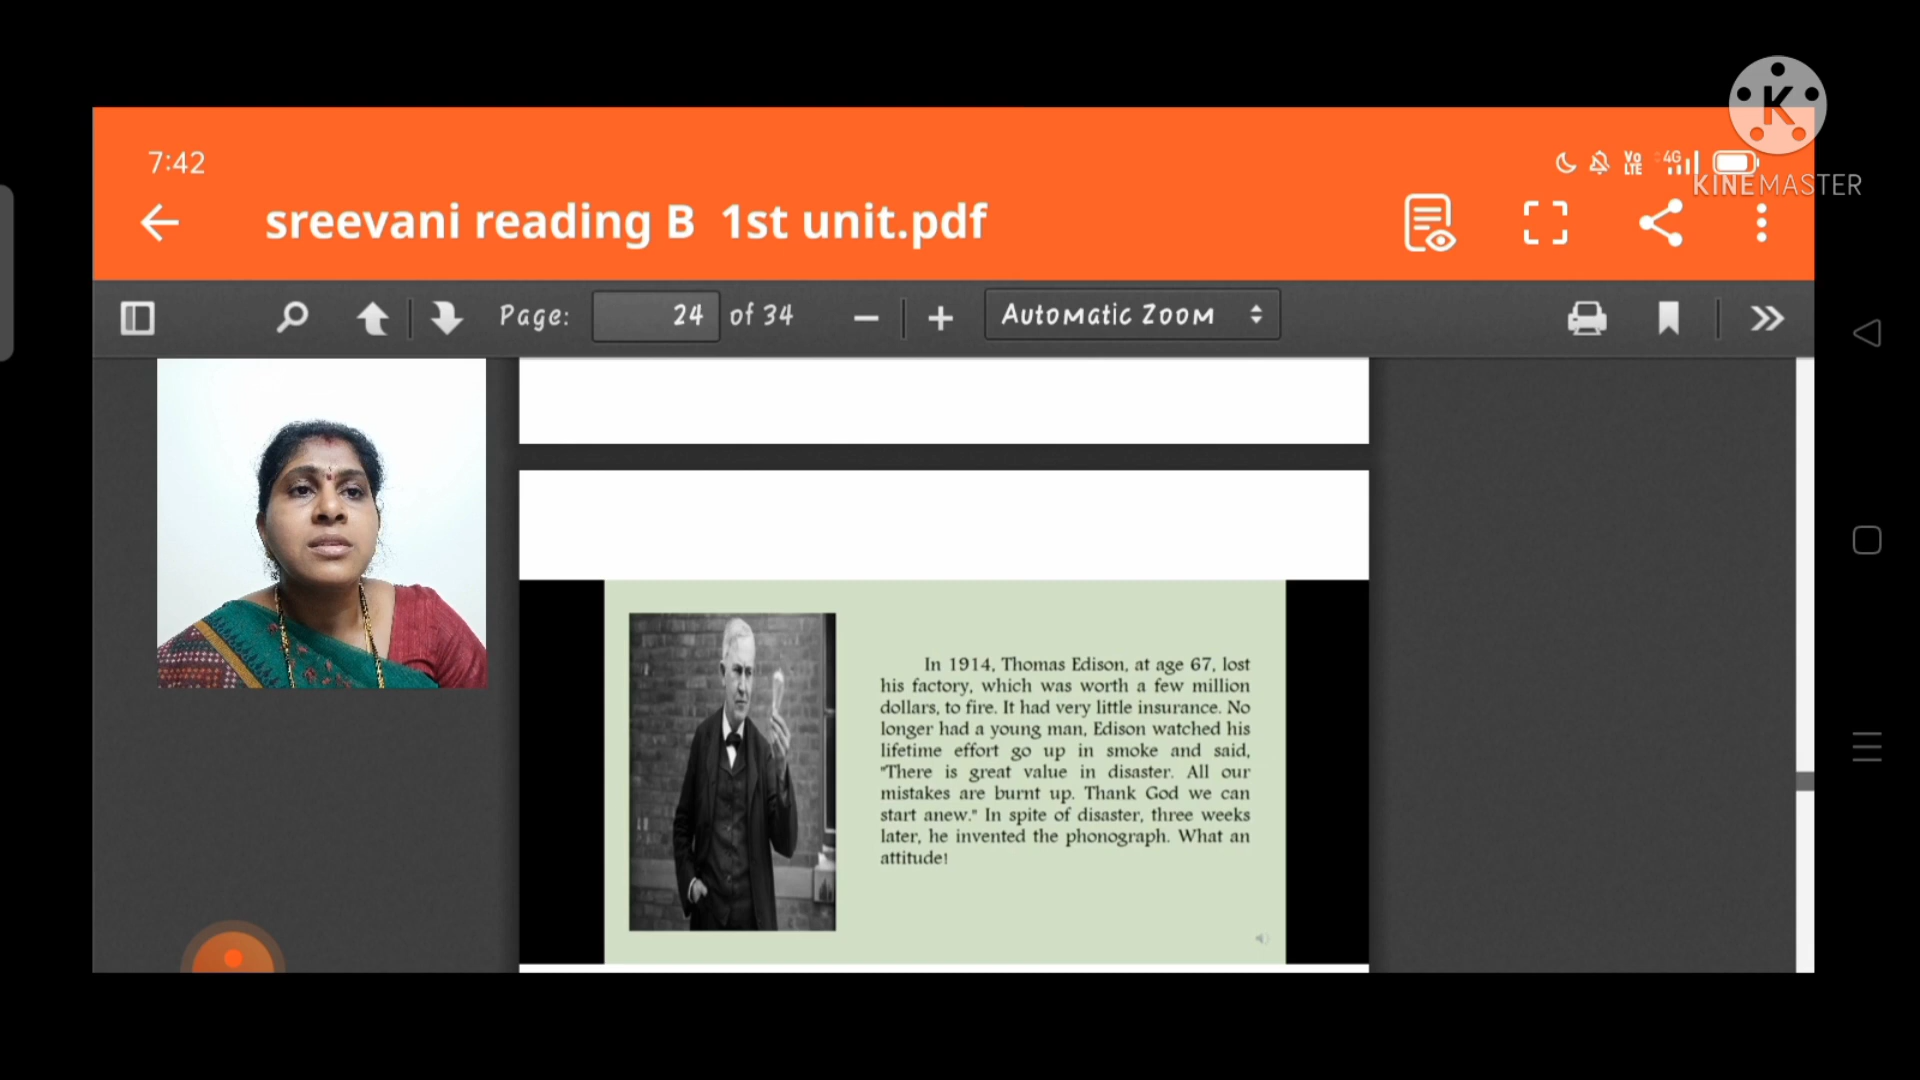 7:42
Vo
LTE
4G
K
KINEMASTER
sreevani reading B 1st unit.pdf
Page: 24 of 34
Automatic Zoom
In 1914, Thomas Edison, at age 67, lost
his factory, which was worth a few million
dollars, to fire. It had very little insurance. No
longer had a young man, Edison watched his
lifetime effort go up in smoke and said,
"There is great value in disaster. All our
mistakes are burnt up. Thank God we can
start anew." In spite of disaster, three weeks
later, he invented the phonograph. What an
attitude!